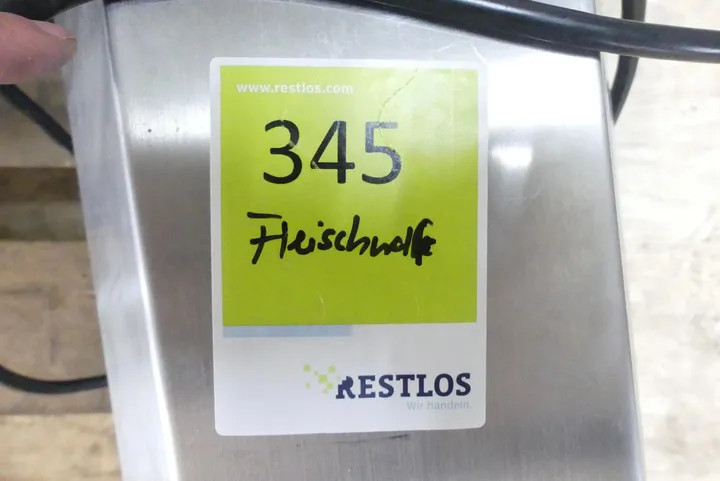 www.restlos.com
345
Fleischwolf
RESTLOS
Wir handeln.